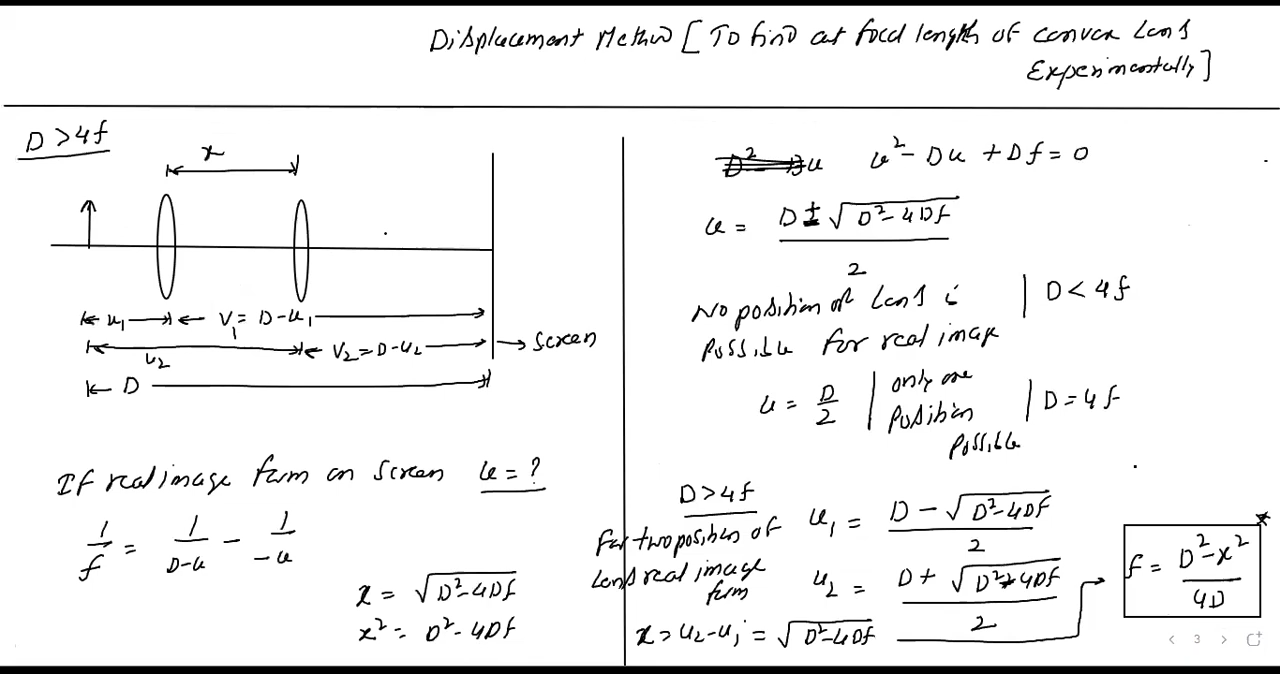 Displacement Method [To find at focal length of convex Lens
Experimentally]
D > 4f
x
u₁
V₁ = D-u₁
u₂
V₂ = D-u₂
Screen
D
If real image form on screen u = ?
1/f = 1/D-u - 1/-u
x = √D²-4Df
x² = D²-4Df
u² - Du + Df = 0
u = D ± √D²-4Df / 2
No position of Lens is | D < 4f
possible for real image
u = D/2 | only one position possible | D = 4f
D > 4f
For two position of
Lens real image
form
u₁ = D - √D²-4Df / 2
u₂ = D + √D²-4Df / 2
x = u₂-u₁ = √D²-4Df
f = D²-x² / 4D
3